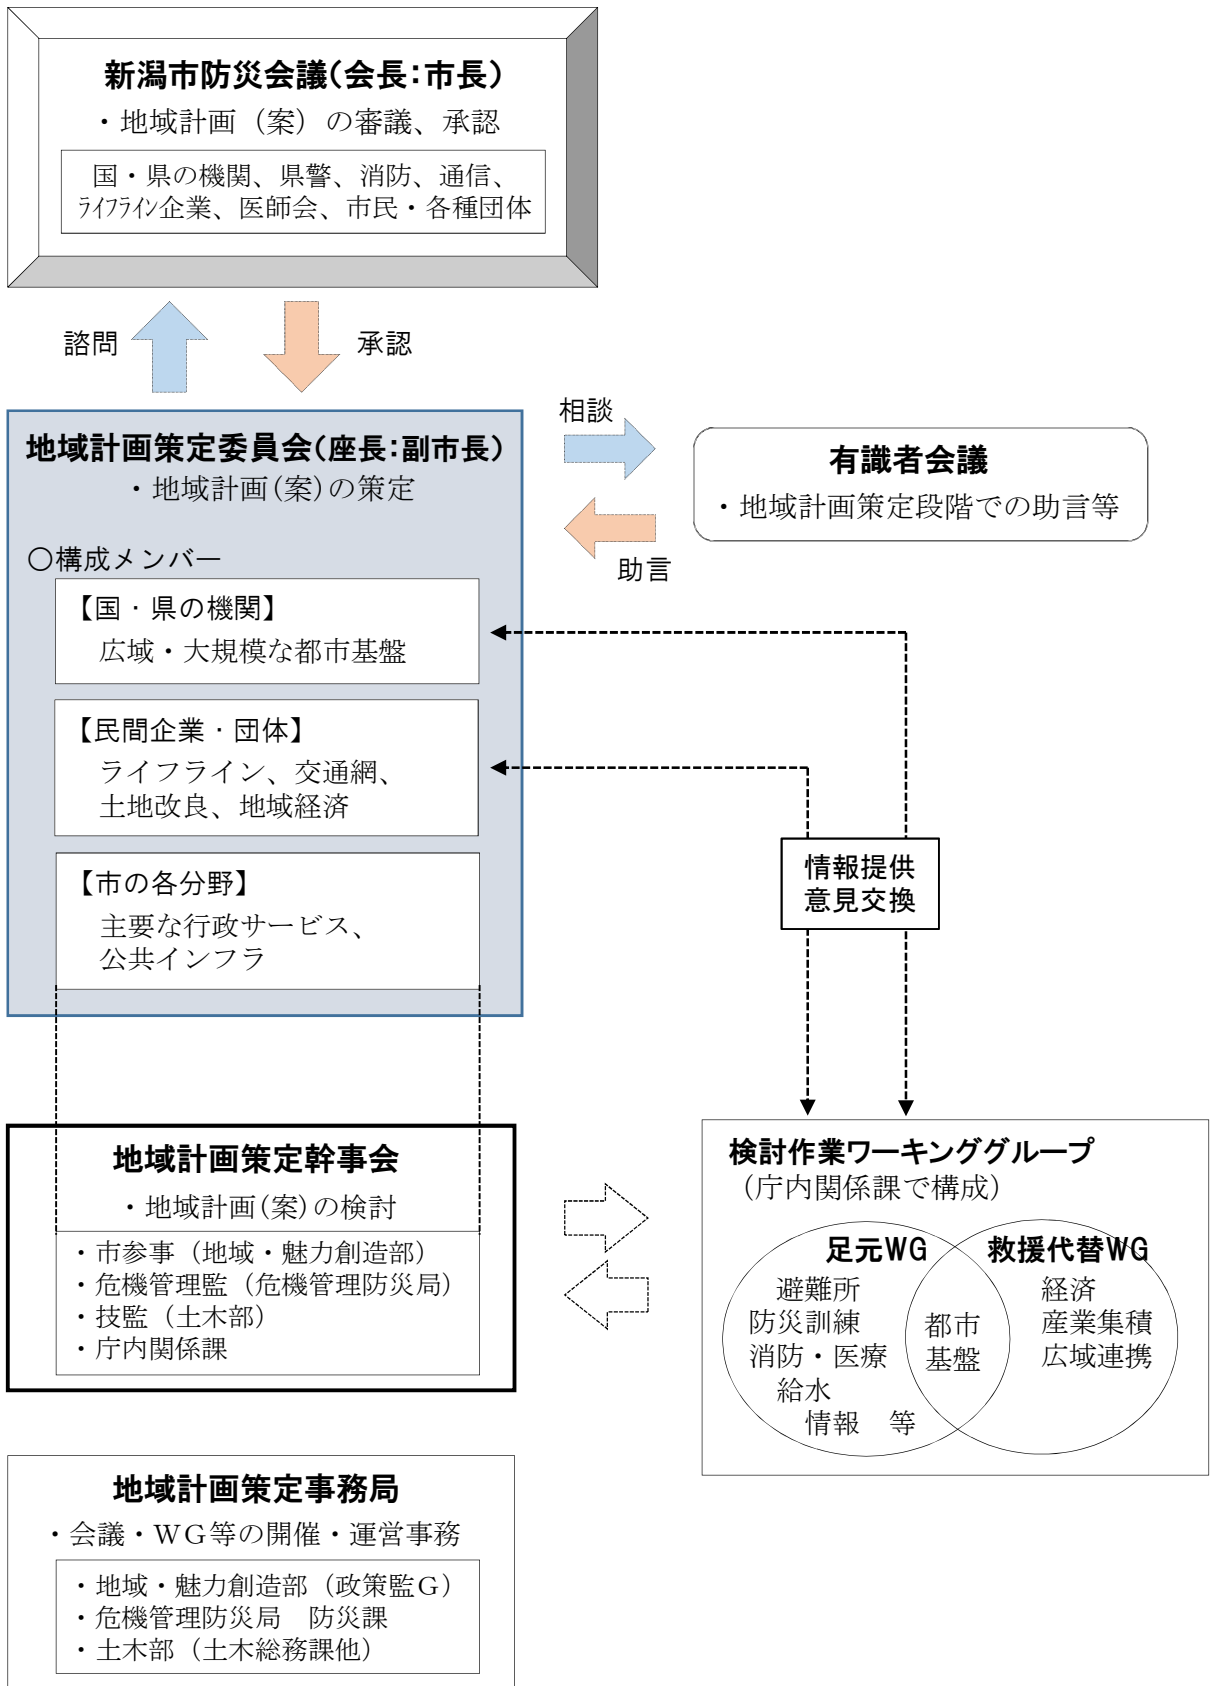 新潟市防災会議(会長:市長)
・地域計画（案）の審議、承認
国・県の機関、県警、消防、通信、
ﾗｲﾌﾗｲﾝ企業、医師会、市民・各種団体
諮問
承認
地域計画策定委員会(座長:副市長)
・地域計画(案)の策定
〇構成メンバー
【国・県の機関】
広域・大規模な都市基盤
【民間企業・団体】
ライフライン、交通網、
土地改良、地域経済
【市の各分野】
主要な行政サービス、
公共インフラ
相談
助言
有識者会議
・地域計画策定段階での助言等
情報提供
意見交換
地域計画策定幹事会
・地域計画(案)の検討
・市参事（地域・魅力創造部）
・危機管理監（危機管理防災局）
・技監（土木部）
・庁内関係課
検討作業ワーキンググループ
（庁内関係課で構成）
足元WG
避難所
防災訓練
消防・医療
給水
情報　等
都市
基盤
救援代替WG
経済
産業集積
広域連携
地域計画策定事務局
・会議・ＷＧ等の開催・運営事務
・地域・魅力創造部（政策監Ｇ）
・危機管理防災局　防災課
・土木部（土木総務課他）